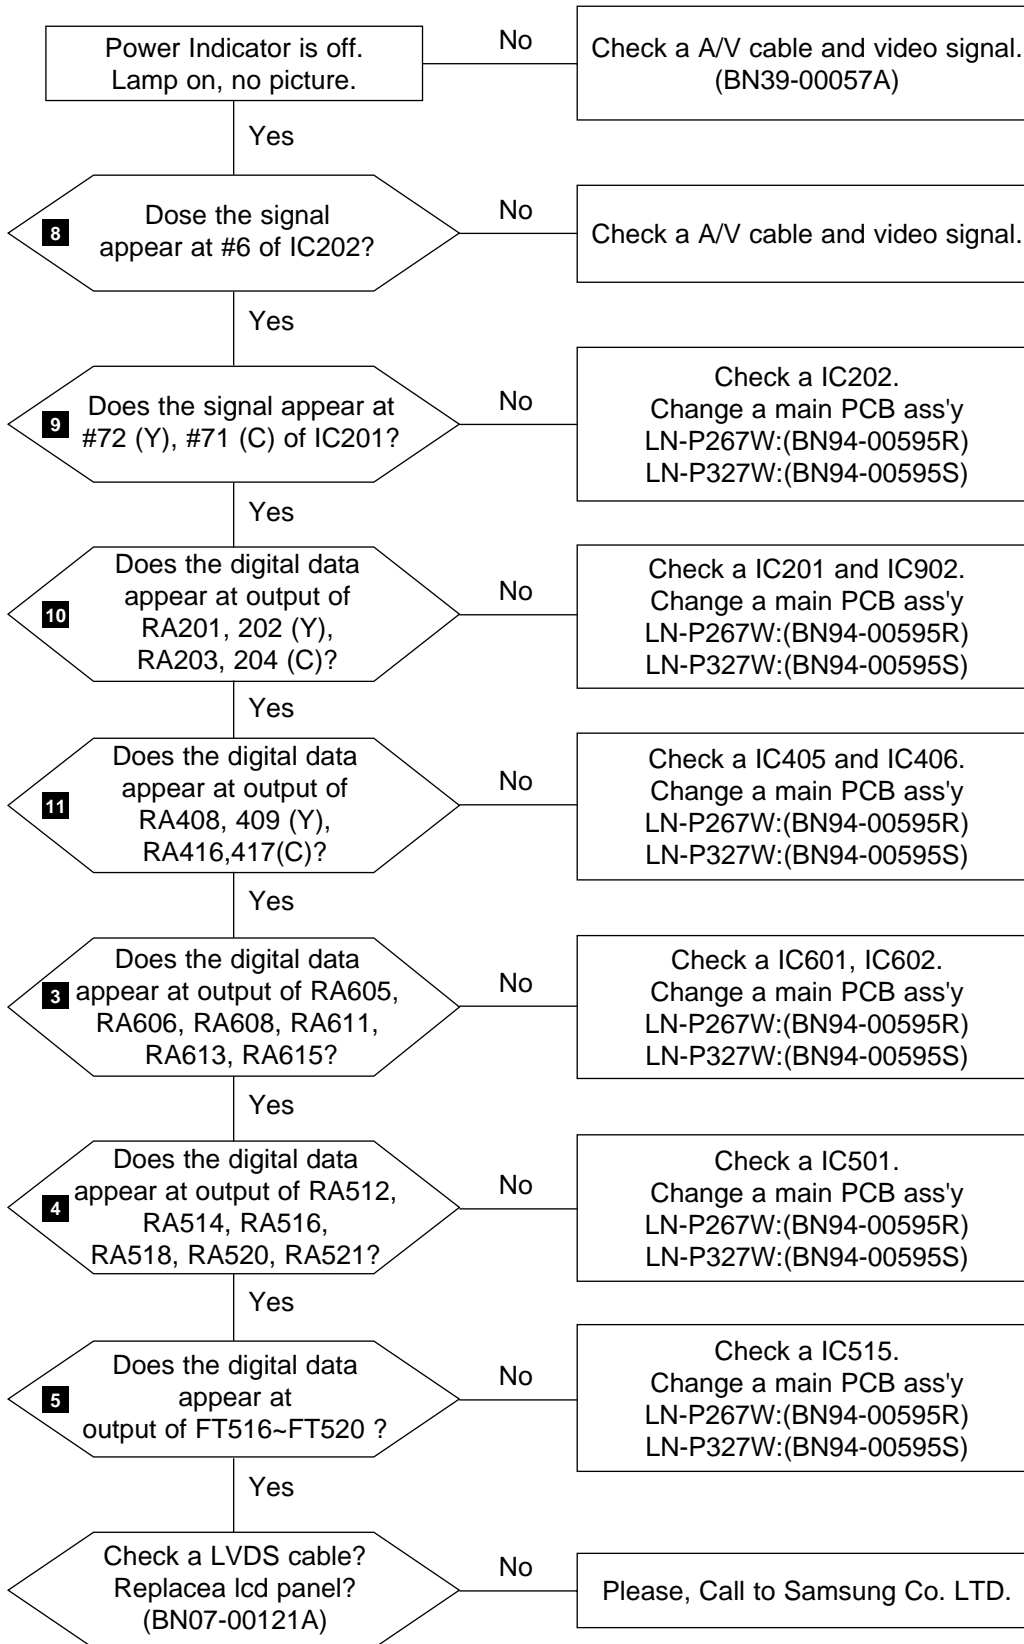 Power Indicator is off.
Lamp on, no picture.
No
Check a A/V cable and video signal.
(BN39-00057A)
Yes
8
Dose the signal
appear at #6 of IC202?
No
Check a A/V cable and video signal.
Yes
9
Does the signal appear at
#72 (Y), #71 (C) of IC201?
No
Check a IC202.
Change a main PCB ass'y
LN-P267W:(BN94-00595R)
LN-P327W:(BN94-00595S)
Yes
10
Does the digital data
appear at output of
RA201, 202 (Y),
RA203, 204 (C)?
No
Check a IC201 and IC902.
Change a main PCB ass'y
LN-P267W:(BN94-00595R)
LN-P327W:(BN94-00595S)
Yes
11
Does the digital data
appear at output of
RA408, 409 (Y),
RA416,417(C)?
No
Check a IC405 and IC406.
Change a main PCB ass'y
LN-P267W:(BN94-00595R)
LN-P327W:(BN94-00595S)
Yes
3
Does the digital data
appear at output of RA605,
RA606, RA608, RA611,
RA613, RA615?
No
Check a IC601, IC602.
Change a main PCB ass'y
LN-P267W:(BN94-00595R)
LN-P327W:(BN94-00595S)
Yes
4
Does the digital data
appear at output of RA512,
RA514, RA516,
RA518, RA520, RA521?
No
Check a IC501.
Change a main PCB ass'y
LN-P267W:(BN94-00595R)
LN-P327W:(BN94-00595S)
Yes
5
Does the digital data
appear at
output of FT516~FT520 ?
No
Check a IC515.
Change a main PCB ass'y
LN-P267W:(BN94-00595R)
LN-P327W:(BN94-00595S)
Yes
Check a LVDS cable?
Replacea lcd panel?
(BN07-00121A)
No
Please, Call to Samsung Co. LTD.